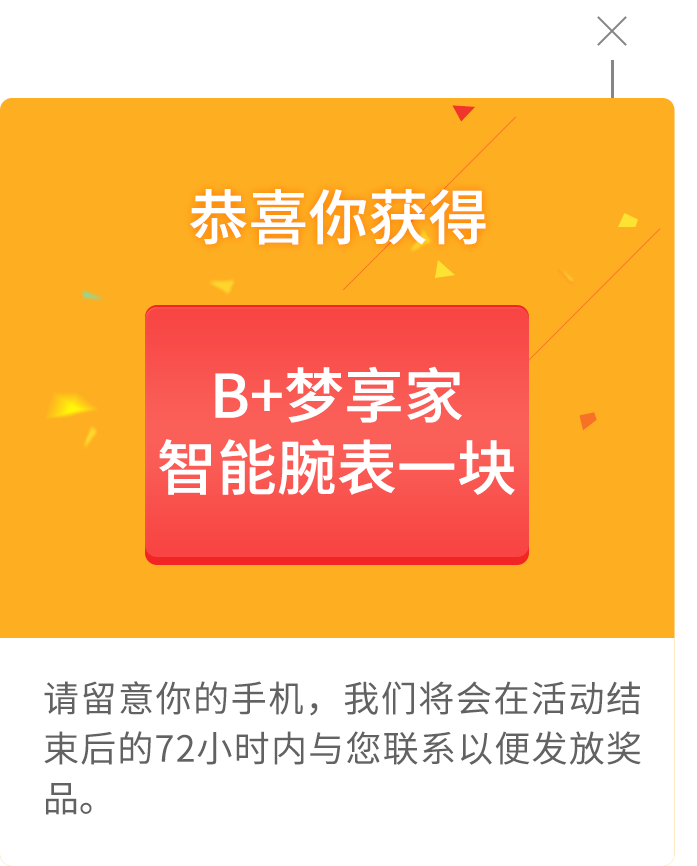 恭喜你获得
B+梦享家
智能腕表一块
请留意你的手机，我们将会在活动结
束后的72小时内与您联系以便发放奖
品。